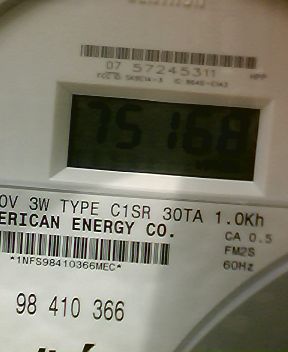 07 57245311
75168
0V 3W TYPE C1SR 30TA 1.0Kh
ERICAN ENERGY CO.
CA 0.5
FM2S
60Hz
*1NFS98410366MEC*
98 410 366